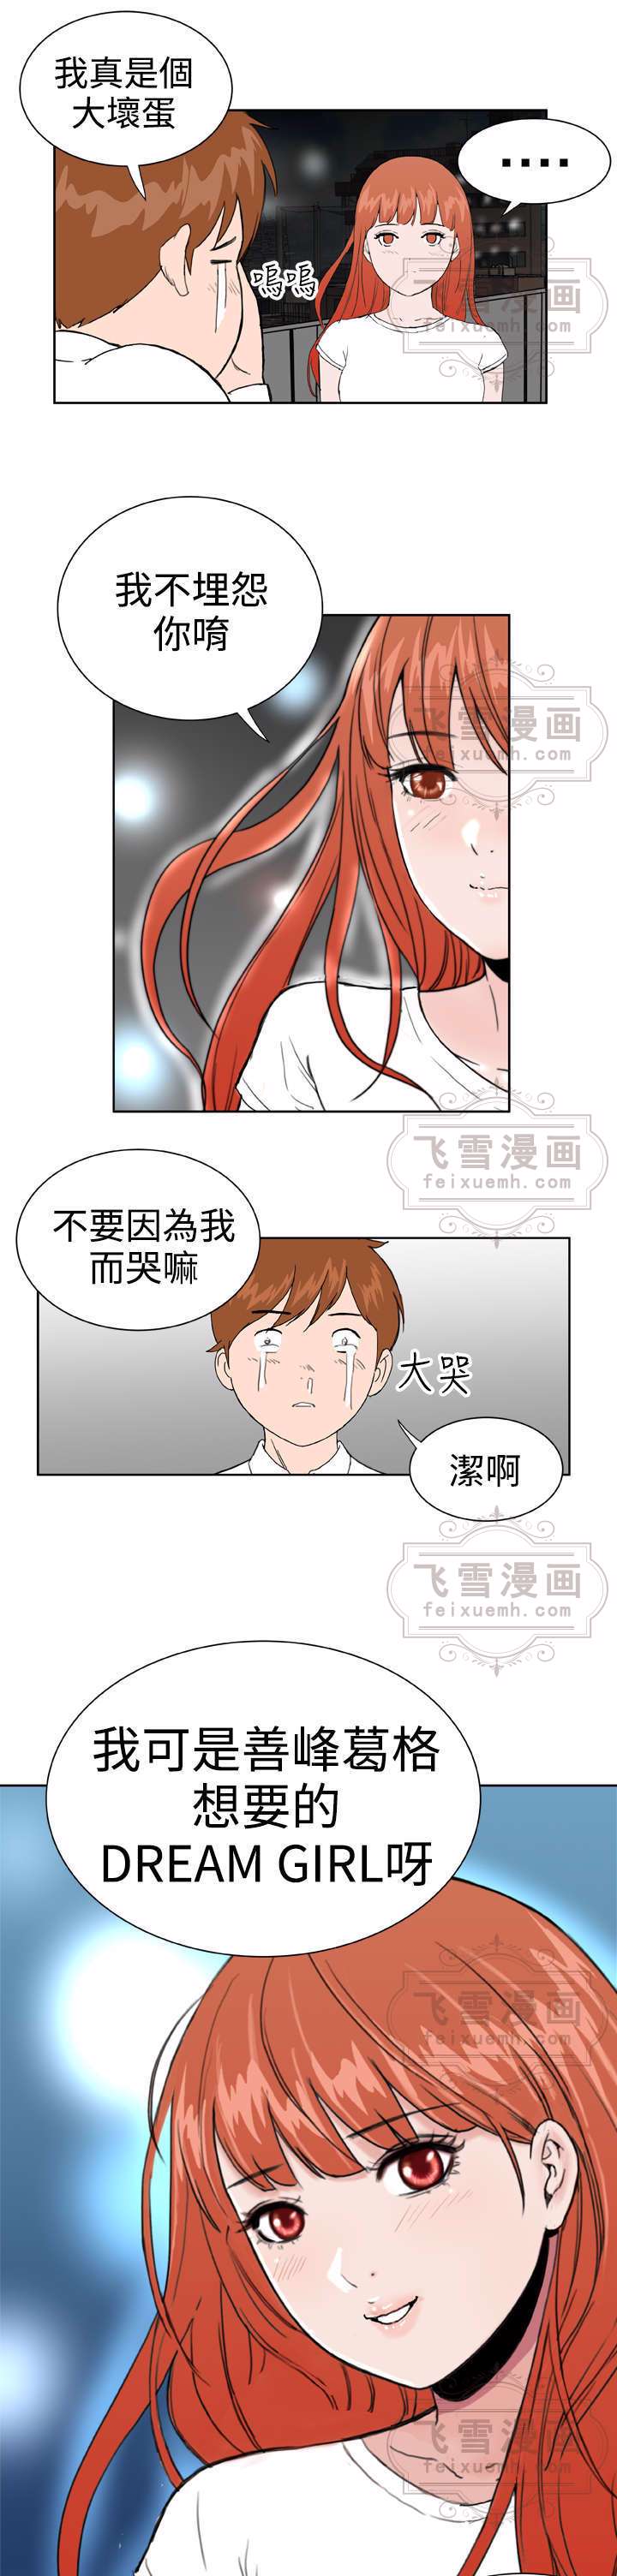 我真是個
大壞蛋
....
嗚嗚
飞雪漫画
feixuemh.com
我不埋怨
你唷
飞雪漫画
feixuemh.com
飞雪漫画
feixuemh.com
不要因為我
而哭嘛
大哭
潔啊
飞雪漫画
feixuemh.com
我可是善峰葛格
想要的
DREAM GIRL呀
飞雪漫画
feixuemh.com
飞雪漫画
feixuemh.com